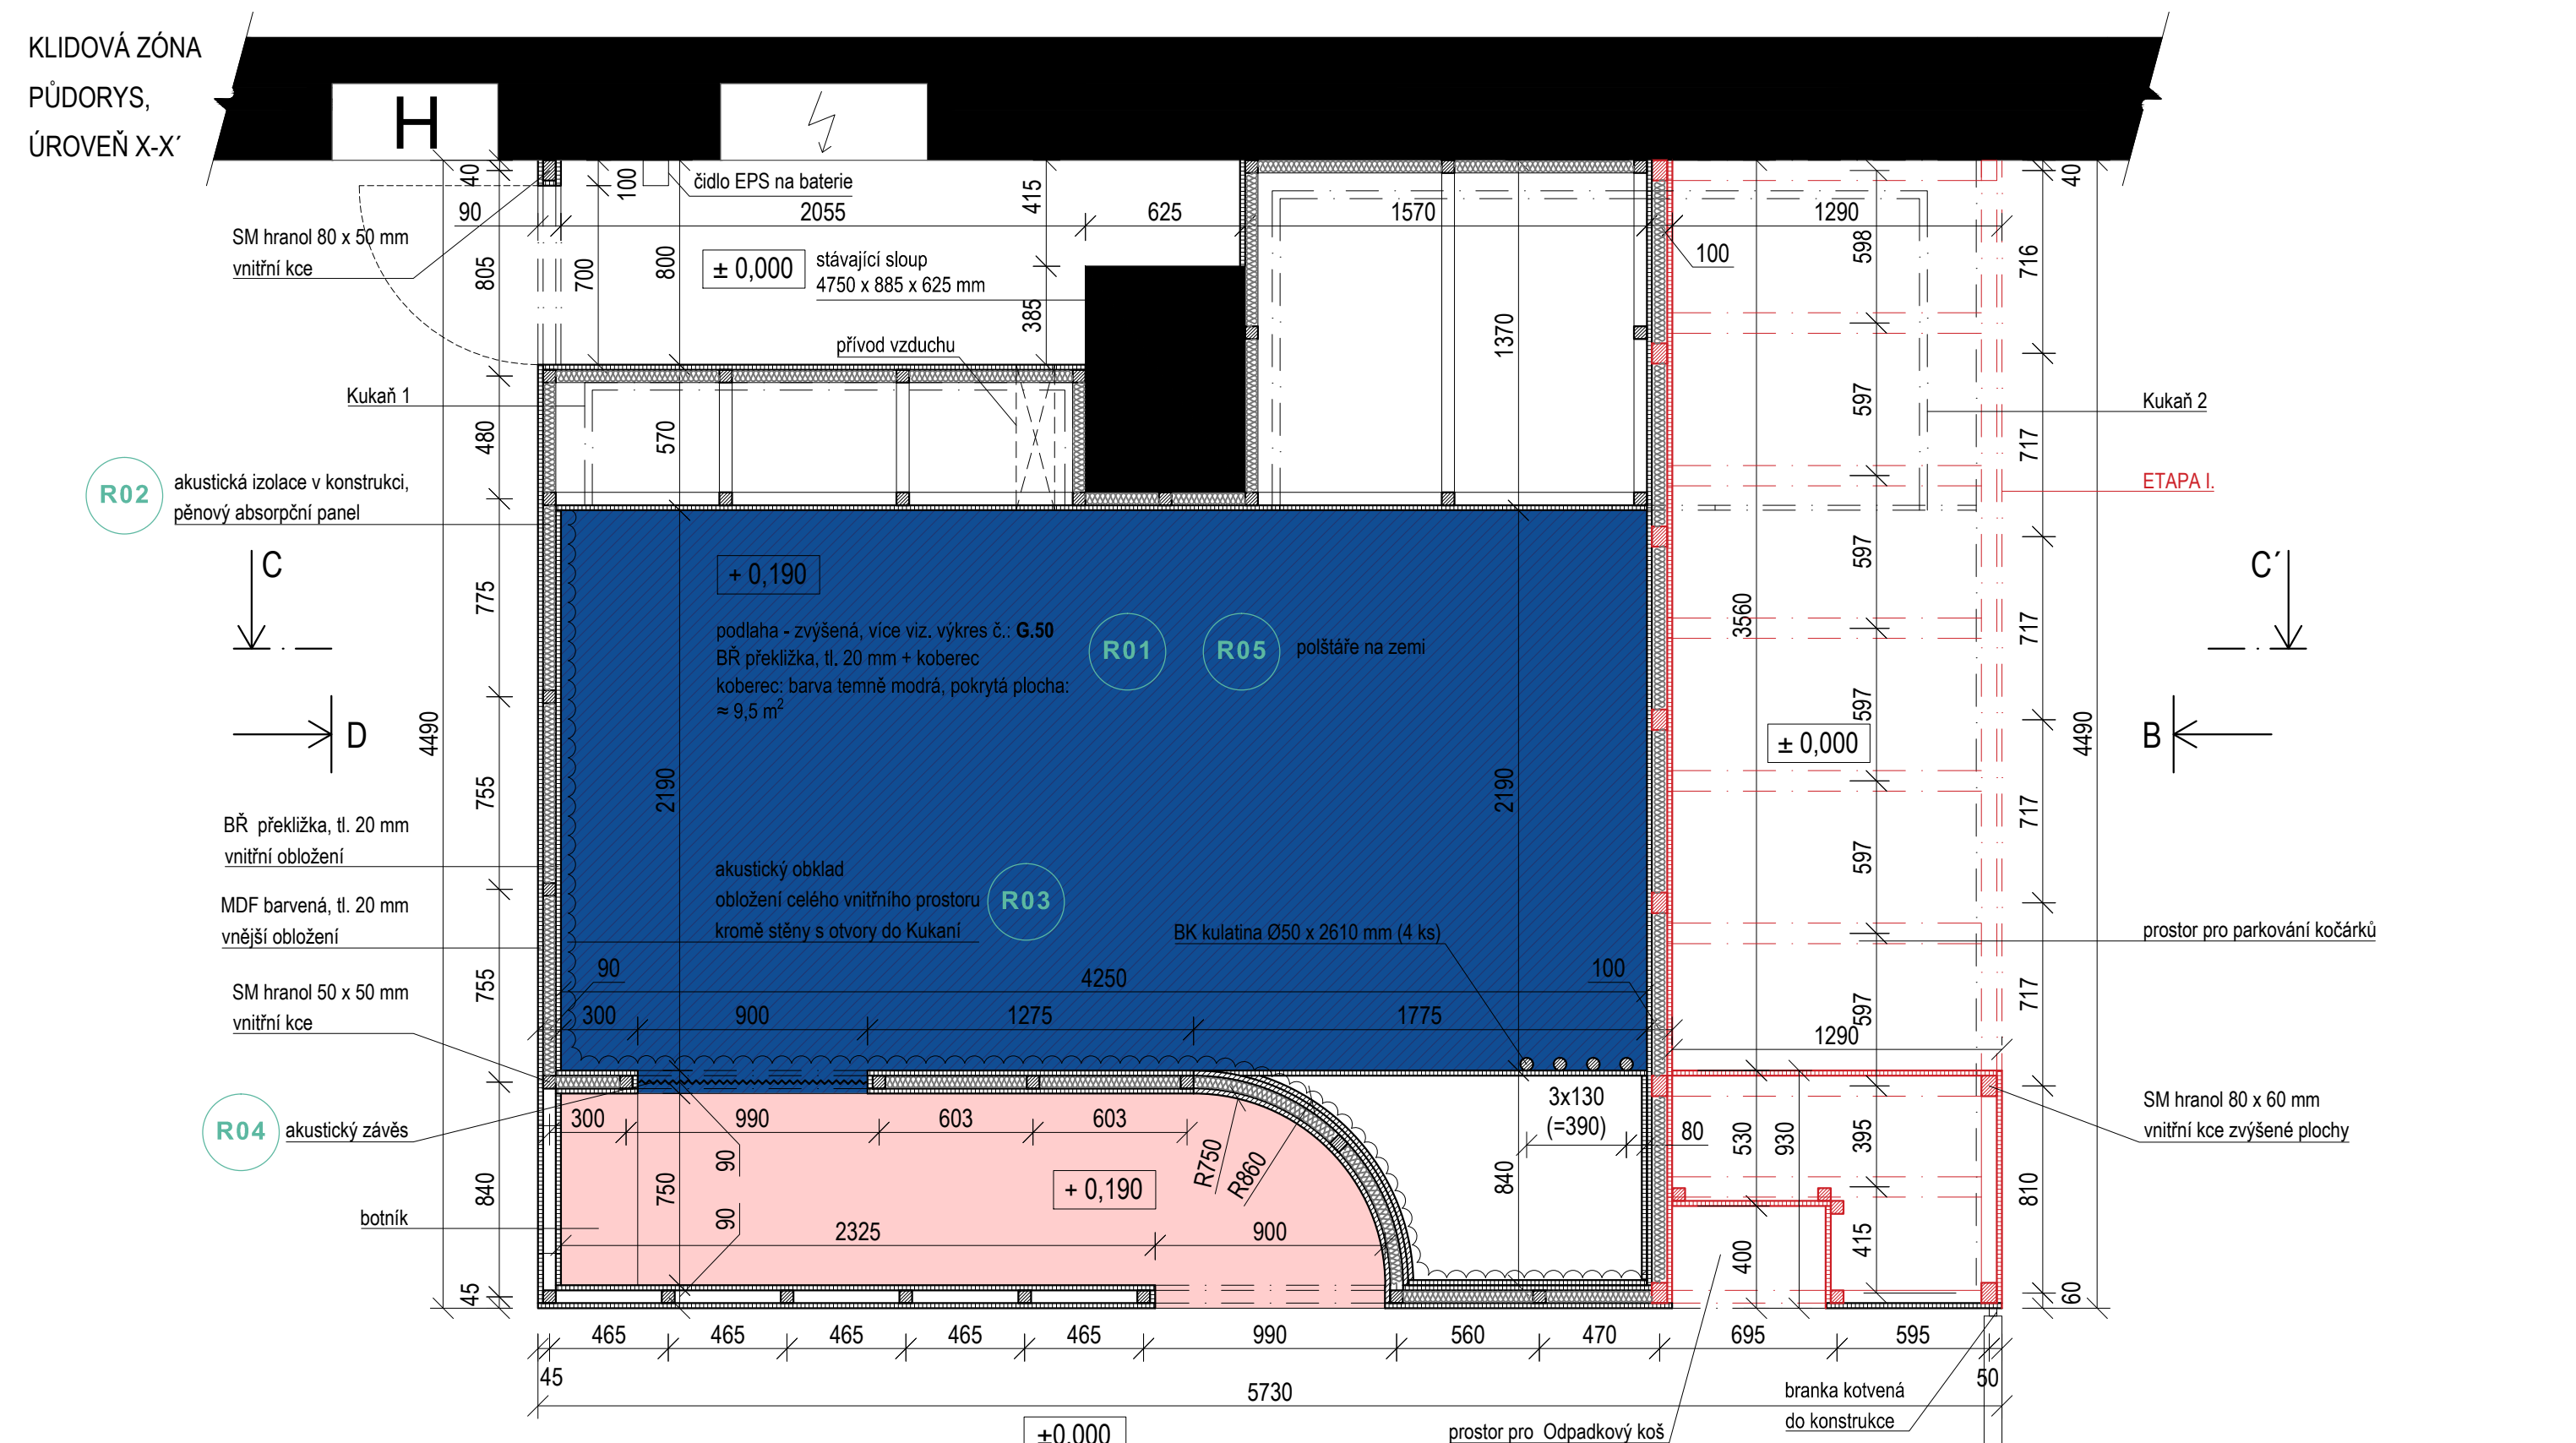 KLIDOVÁ ZÓNA
PŮDORYS,
ÚROVEŇ X-X´
H
40
100
čidlo EPS na baterie
415
40
90
2055
625
1570
1290
SM hranol 80 x 50 mm
vnitřní kce
805
700
800
± 0,000
stávající sloup
4750 x 885 x 625 mm
385
100
598
716
přívod vzduchu
1370
Kukaň 1
480
570
597
717
Kukaň 2
ETAPA I.
R02
akustická izolace v konstrukci,
pěnový absorpční panel
C
C´
775
+ 0,190
podlaha - zvýšená, více viz. výkres č.: G.50
BŘ překližka, tl. 20 mm + koberec
koberec: barva temně modrá, pokrytá plocha:
≈ 9,5 m²
R01
R05
polštáře na zemi
3560
597
717
D
4490
755
2190
2190
597
± 0,000
4490
B
BŘ  překližka, tl. 20 mm
vnitřní obložení
akustický obklad
obložení celého vnitřního prostoru
kromě stěny s otvory do Kukaní
R03
597
717
MDF barvená, tl. 20 mm
vnější obložení
BK kulatina Ø50 x 2610 mm (4 ks)
prostor pro parkování kočárků
755
90
4250
100
597
717
SM hranol 50 x 50 mm
vnitřní kce
300
900
1275
1775
1290
R04
akustický závěs
300
990
603
603
3x130
(=390)
80
530
930
395
SM hranol 80 x 60 mm
vnitřní kce zvýšené plochy
840
750
90
90
+ 0,190
R750
R860
840
810
botník
2325
900
400
415
45
60
465
465
465
465
465
990
560
470
695
595
45
50
5730
branka kotvená
do konstrukce
prostor pro  Odpadkový koš
±0,000